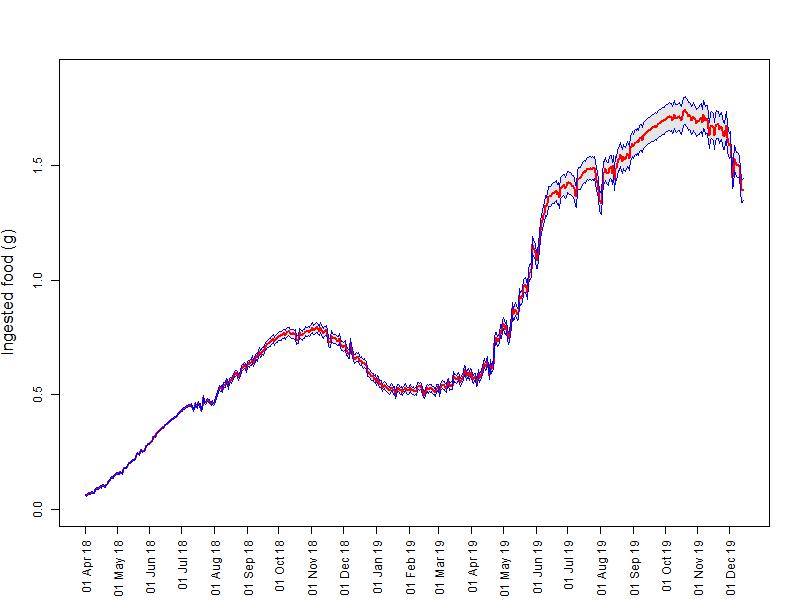 Ingested food (g)
1.5
1.0
0.5
0.0
01 Apr 18
01 May 18
01 Jun 18
01 Jul 18
01 Aug 18
01 Sep 18
01 Oct 18
01 Nov 18
01 Dec 18
01 Jan 19
01 Feb 19
01 Mar 19
01 Apr 19
01 May 19
01 Jun 19
01 Jul 19
01 Aug 19
01 Sep 19
01 Oct 19
01 Nov 19
01 Dec 19